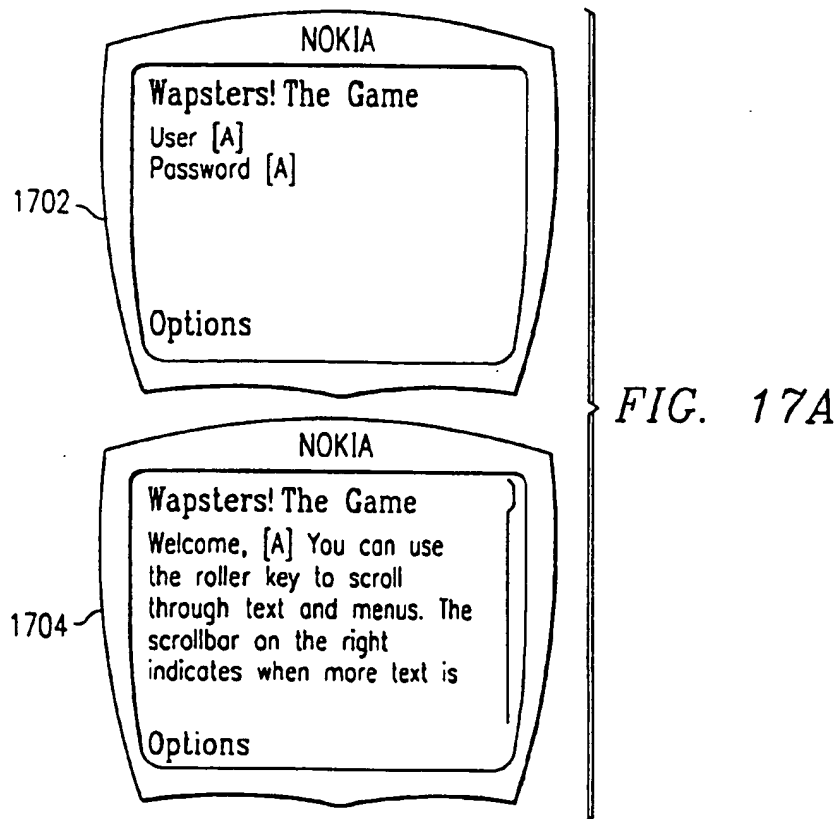 NOKIA
Wapsters! The Game
User [A]
Password [A]
1702
Options
FIG. 17A
NOKIA
Wapsters! The Game
Welcome, [A] You can use
the roller key to scroll
through text and menus. The
scrollbar on the right
indicates when more text is
1704
Options